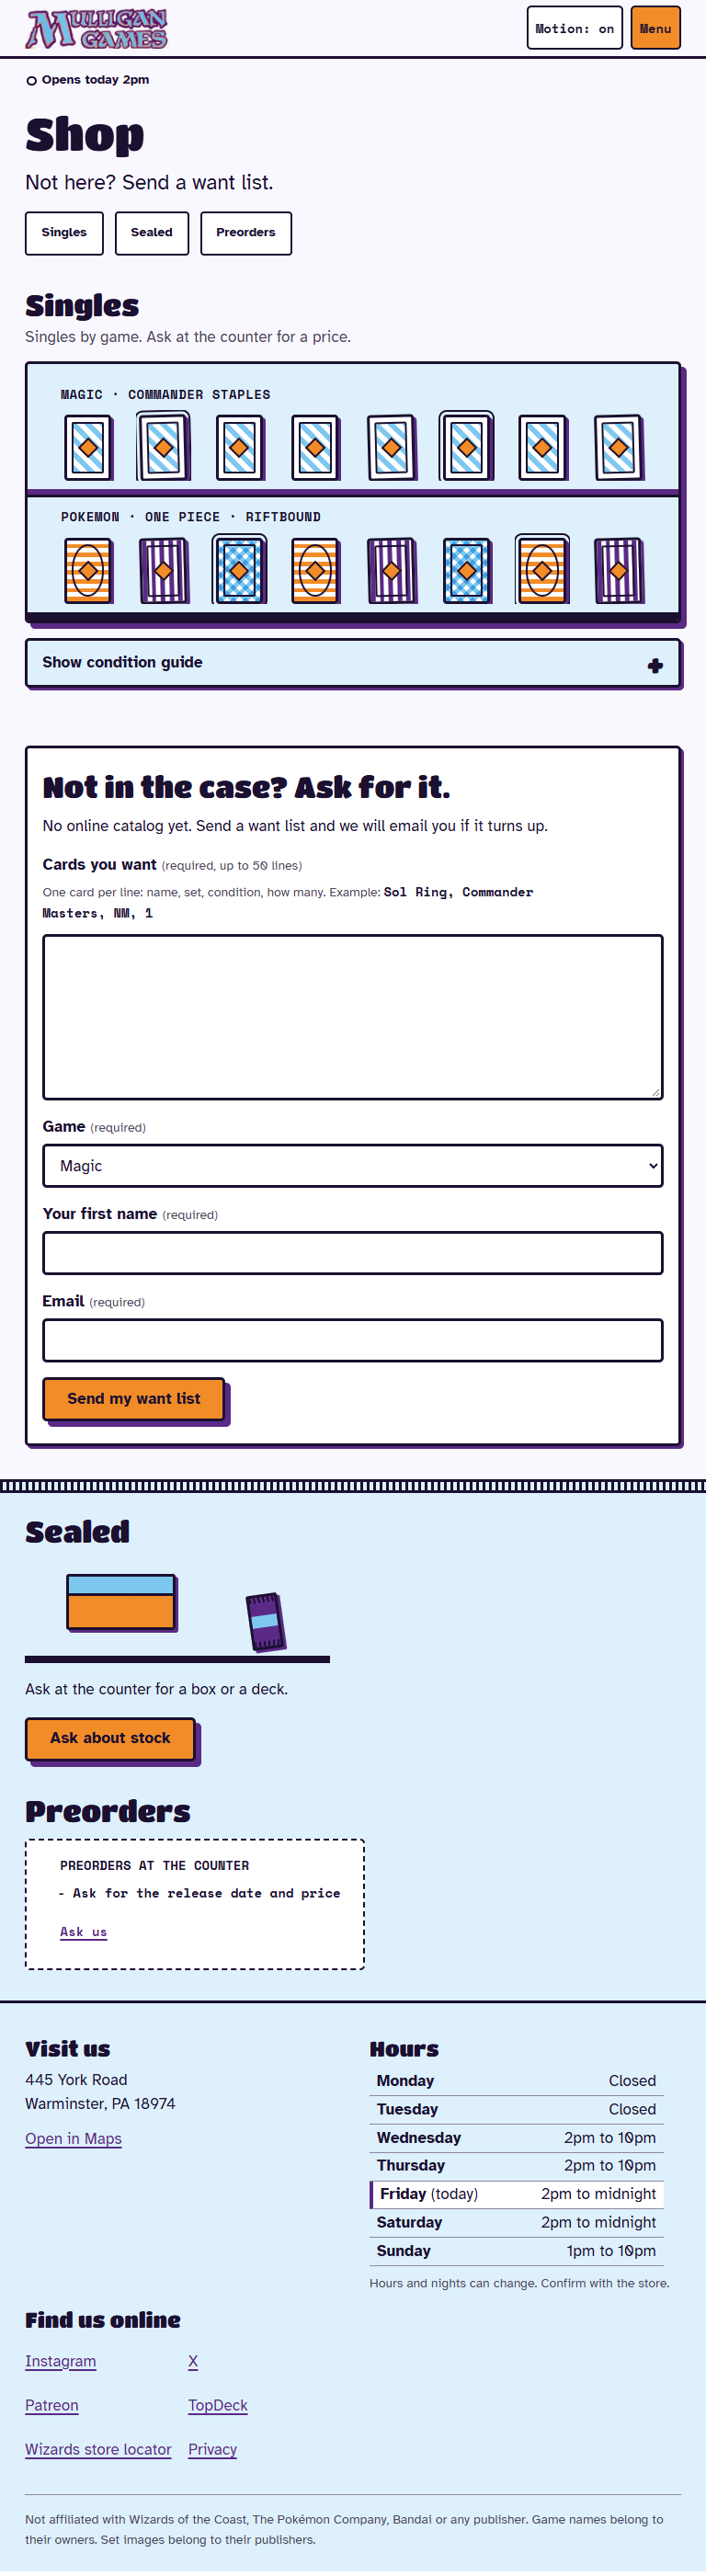 MULLIGAN GAMES
Motion: on
Menu
Opens today 2pm
Shop
Not here? Send a want list.
Singles
Sealed
Preorders
Singles
Singles by game. Ask at the counter for a price.
MAGIC · COMMANDER STAPLES
POKEMON · ONE PIECE · RIFTBOUND
Show condition guide
Not in the case? Ask for it.
No online catalog yet. Send a want list and we will email you if it turns up.
Cards you want (required, up to 50 lines)
One card per line: name, set, condition, how many. Example: Sol Ring, Commander
Masters, NM, 1
Game (required)
Magic
Your first name (required)
Email (required)
Send my want list
Sealed
Ask at the counter for a box or a deck.
Ask about stock
Preorders
PREORDERS AT THE COUNTER
- Ask for the release date and price
Ask us
Visit us
445 York Road
Warminster, PA 18974
Open in Maps
Hours
Monday Closed
Tuesday Closed
Wednesday 2pm to 10pm
Thursday 2pm to 10pm
Friday (today) 2pm to midnight
Saturday 2pm to midnight
Sunday 1pm to 10pm
Hours and nights can change. Confirm with the store.
Find us online
Instagram
X
Patreon
TopDeck
Wizards store locator
Privacy
Not affiliated with Wizards of the Coast, The Pokémon Company, Bandai or any publisher. Game names belong to
their owners. Set images belong to their publishers.